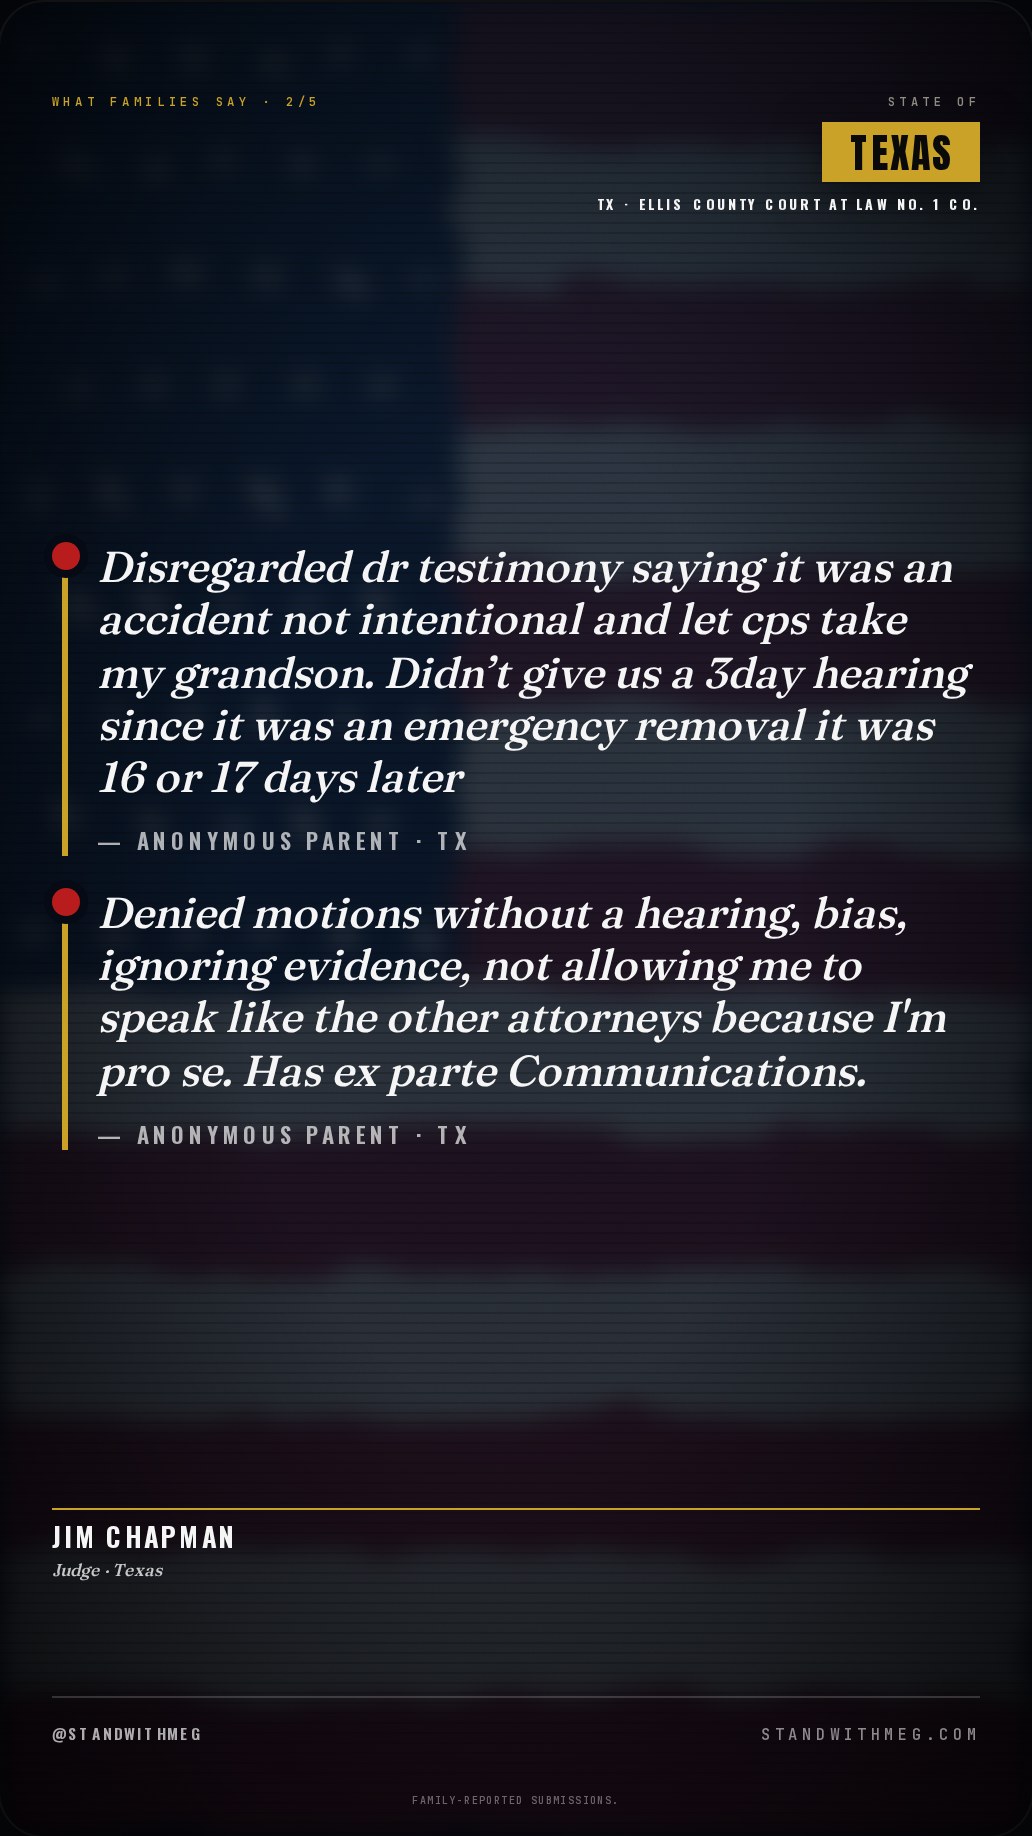 WHAT FAMILIES SAY · 2/5
STATE OF
TEXAS
TX · ELLIS COUNTY COURT AT LAW NO. 1 CO.
Disregarded dr testimony saying it was an
accident not intentional and let cps take
my grandson. Didn’t give us a 3day hearing
since it was an emergency removal it was
16 or 17 days later
— ANONYMOUS PARENT · TX
Denied motions without a hearing, bias,
ignoring evidence, not allowing me to
speak like the other attorneys because I'm
pro se. Has ex parte Communications.
— ANONYMOUS PARENT · TX
JIM CHAPMAN
Judge · Texas
@STANDWITHMEG
STANDWITHMEG.COM
FAMILY-REPORTED SUBMISSIONS.